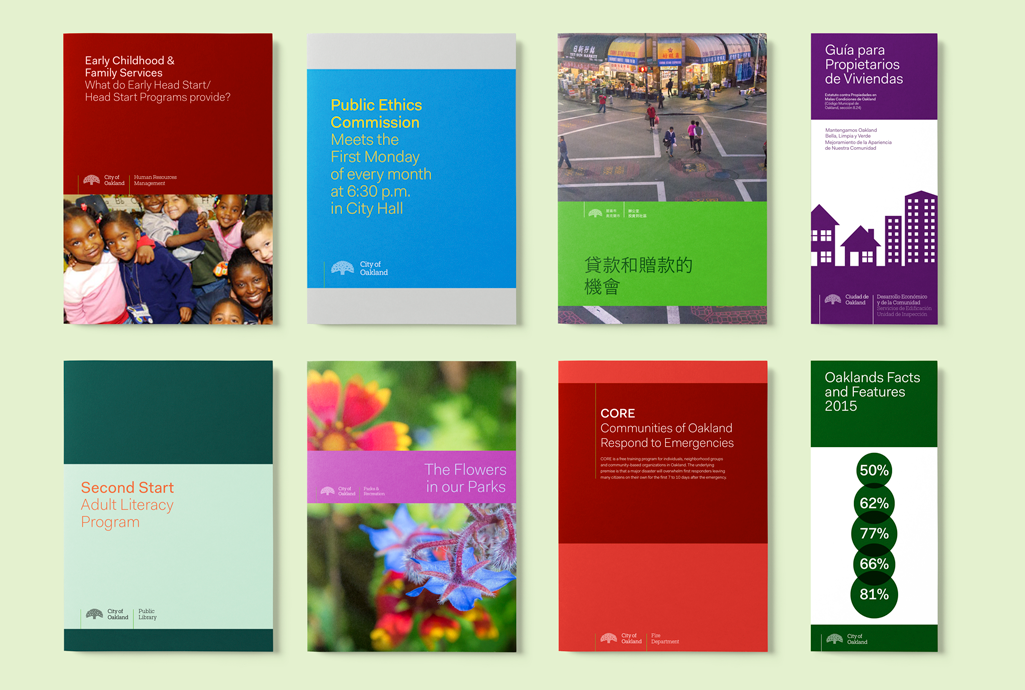 Early Childhood &
Family Services
What do Early Head Start/
Head Start Programs provide?
City of
Oakland
Human Resources
Management
Public Ethics
Commission
Meets the
First Monday
of every month
at 6:30 p.m.
in City Hall
City of
Oakland
貸款和贈款的
機會
Guía para
Propietarios
de Viviendas
Estatuto contra Propiedades en
Malas Condiciones de Oakland
(Código Municipal de
Oakland, sección 8.24)
Mantengamos Oakland
Bella, Limpia y Verde
Mejoramiento de la Apariencia
de Nuestra Comunidad
Ciudad de
Oakland
Desarrollo Económico
y de la Comunidad
Servicios de Edificación
Unidad de Inspección
Second Start
Adult Literacy
Program
City of
Oakland
Public
Library
The Flowers
in our Parks
City of
Oakland
Parks &
Recreation
CORE
Communities of Oakland
Respond to Emergencies
CORE is a free training program for individuals, neighborhood groups
and community-based organizations in Oakland. The underlying
premise is that a major disaster will overwhelm first responders leaving
many citizens on their own for the first 7 to 10 days after the emergency.
City of
Oakland
Fire
Department
Oaklands Facts
and Features
2015
50%
62%
77%
66%
81%
City of
Oakland